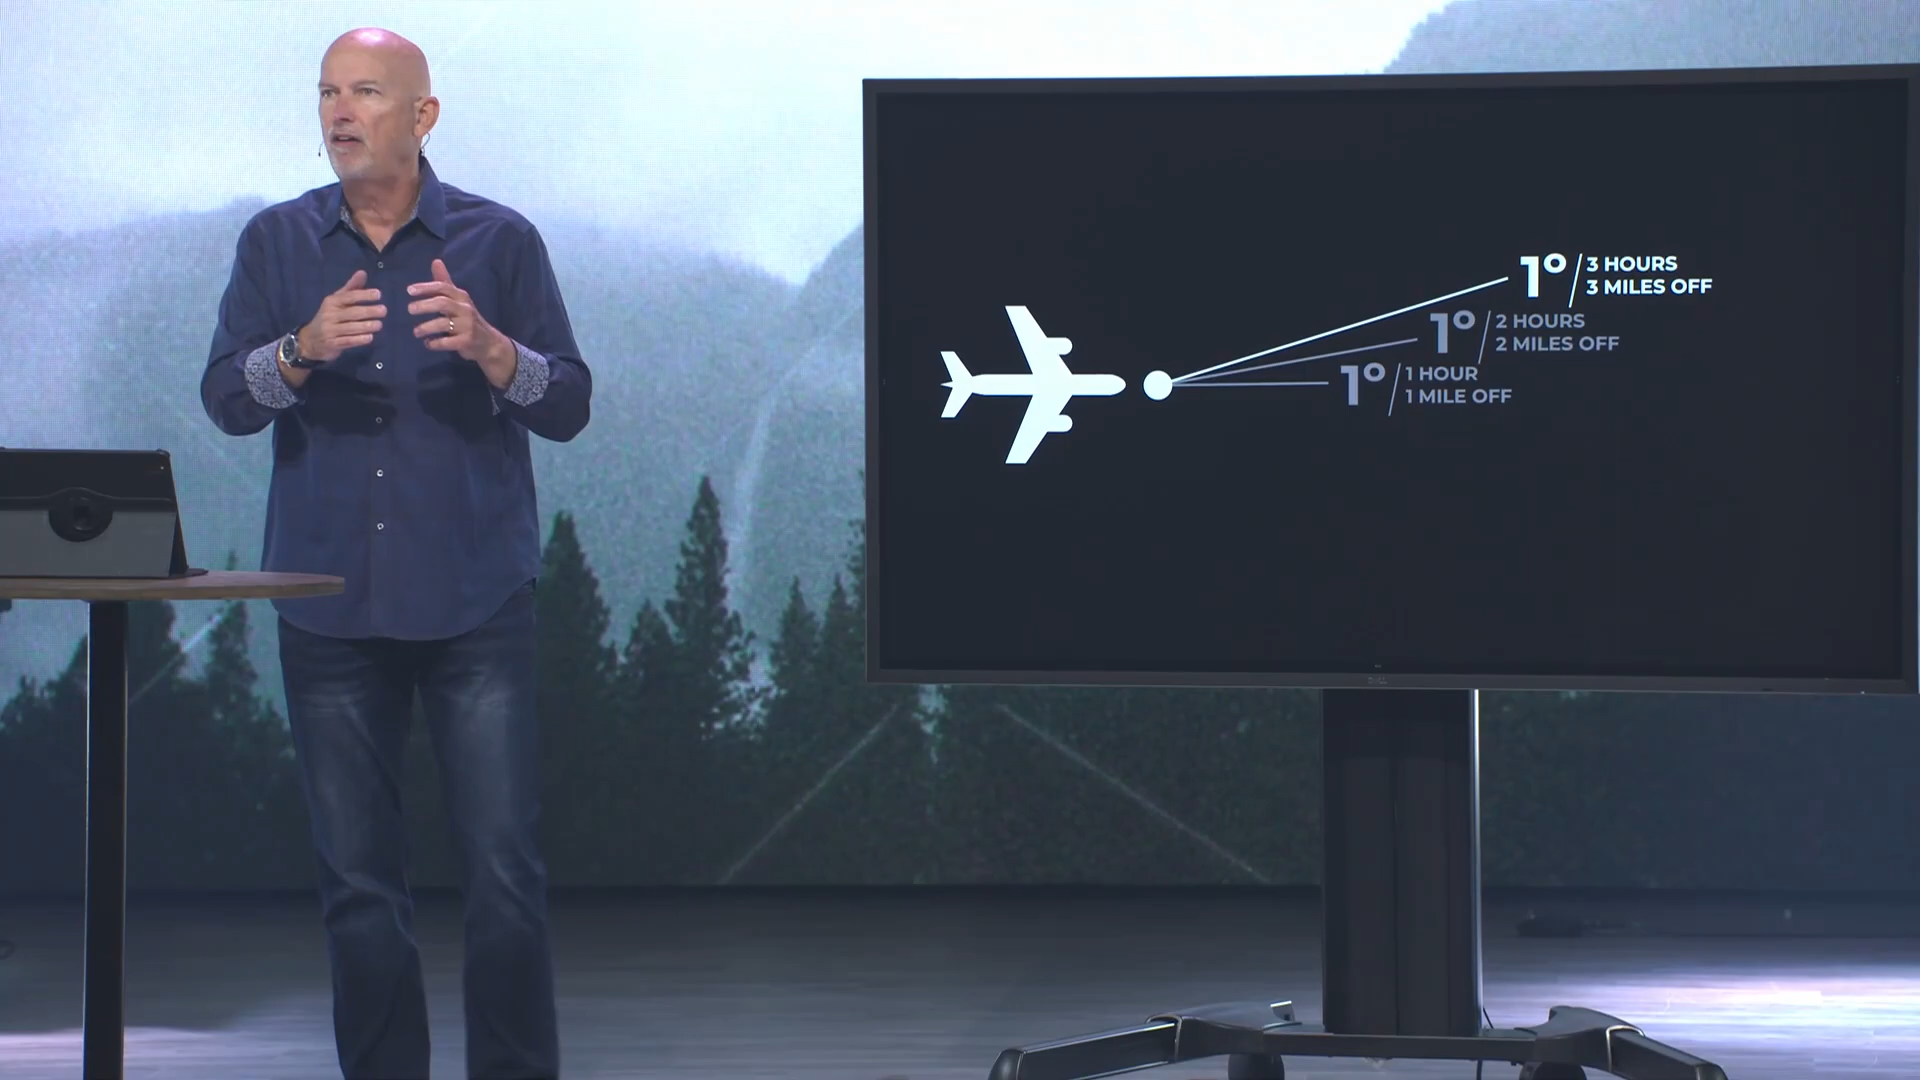 1° / 3 HOURS
3 MILES OFF
1° / 2 HOURS
2 MILES OFF
1° / 1 HOUR
1 MILE OFF